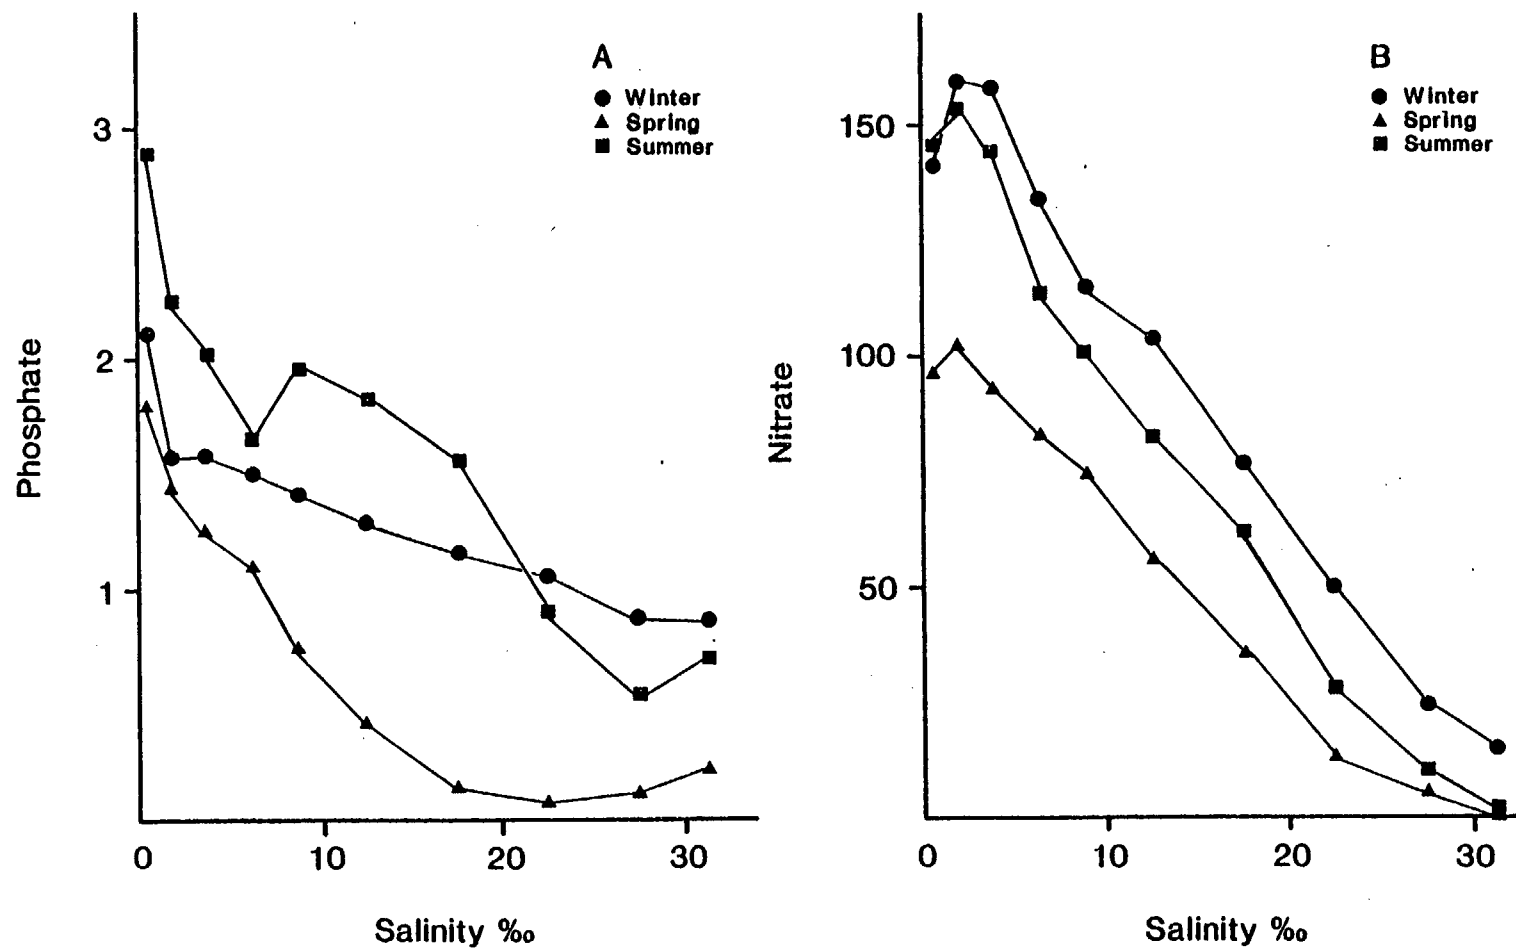 A
Winter
Spring
Summer
3
2
1
Phosphate
0 10 20 30
Salinity ‰
B
Winter
Spring
Summer
150
100
50
Nitrate
0 10 20 30
Salinity ‰